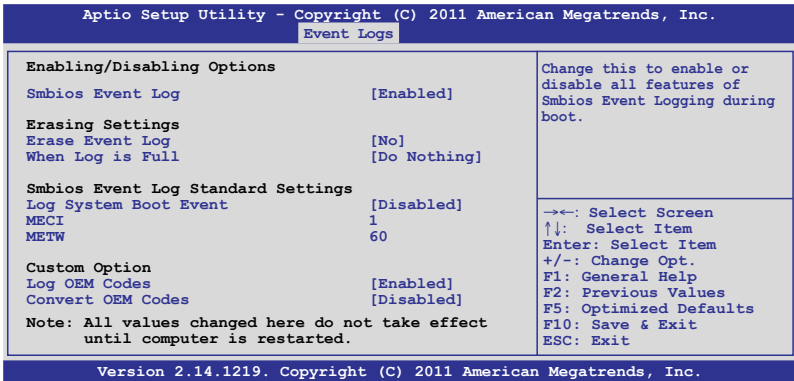 Aptio Setup Utility - Copyright (C) 2011 American Megatrends, Inc.
Event Logs
Enabling/Disabling Options
Smbios Event Log [Enabled]
Erasing Settings
Erase Event Log [No]
When Log is Full [Do Nothing]
Smbios Event Log Standard Settings
Log System Boot Event [Disabled]
MECI 1
METW 60
Custom Option
Log OEM Codes [Enabled]
Convert OEM Codes [Disabled]
Note: All values changed here do not take effect
until computer is restarted.
Change this to enable or
disable all features of
Smbios Event Logging during
boot.
→←: Select Screen
↑↓: Select Item
Enter: Select Item
+/-: Change Opt.
F1: General Help
F2: Previous Values
F5: Optimized Defaults
F10: Save & Exit
ESC: Exit
Version 2.14.1219. Copyright (C) 2011 American Megatrends, Inc.